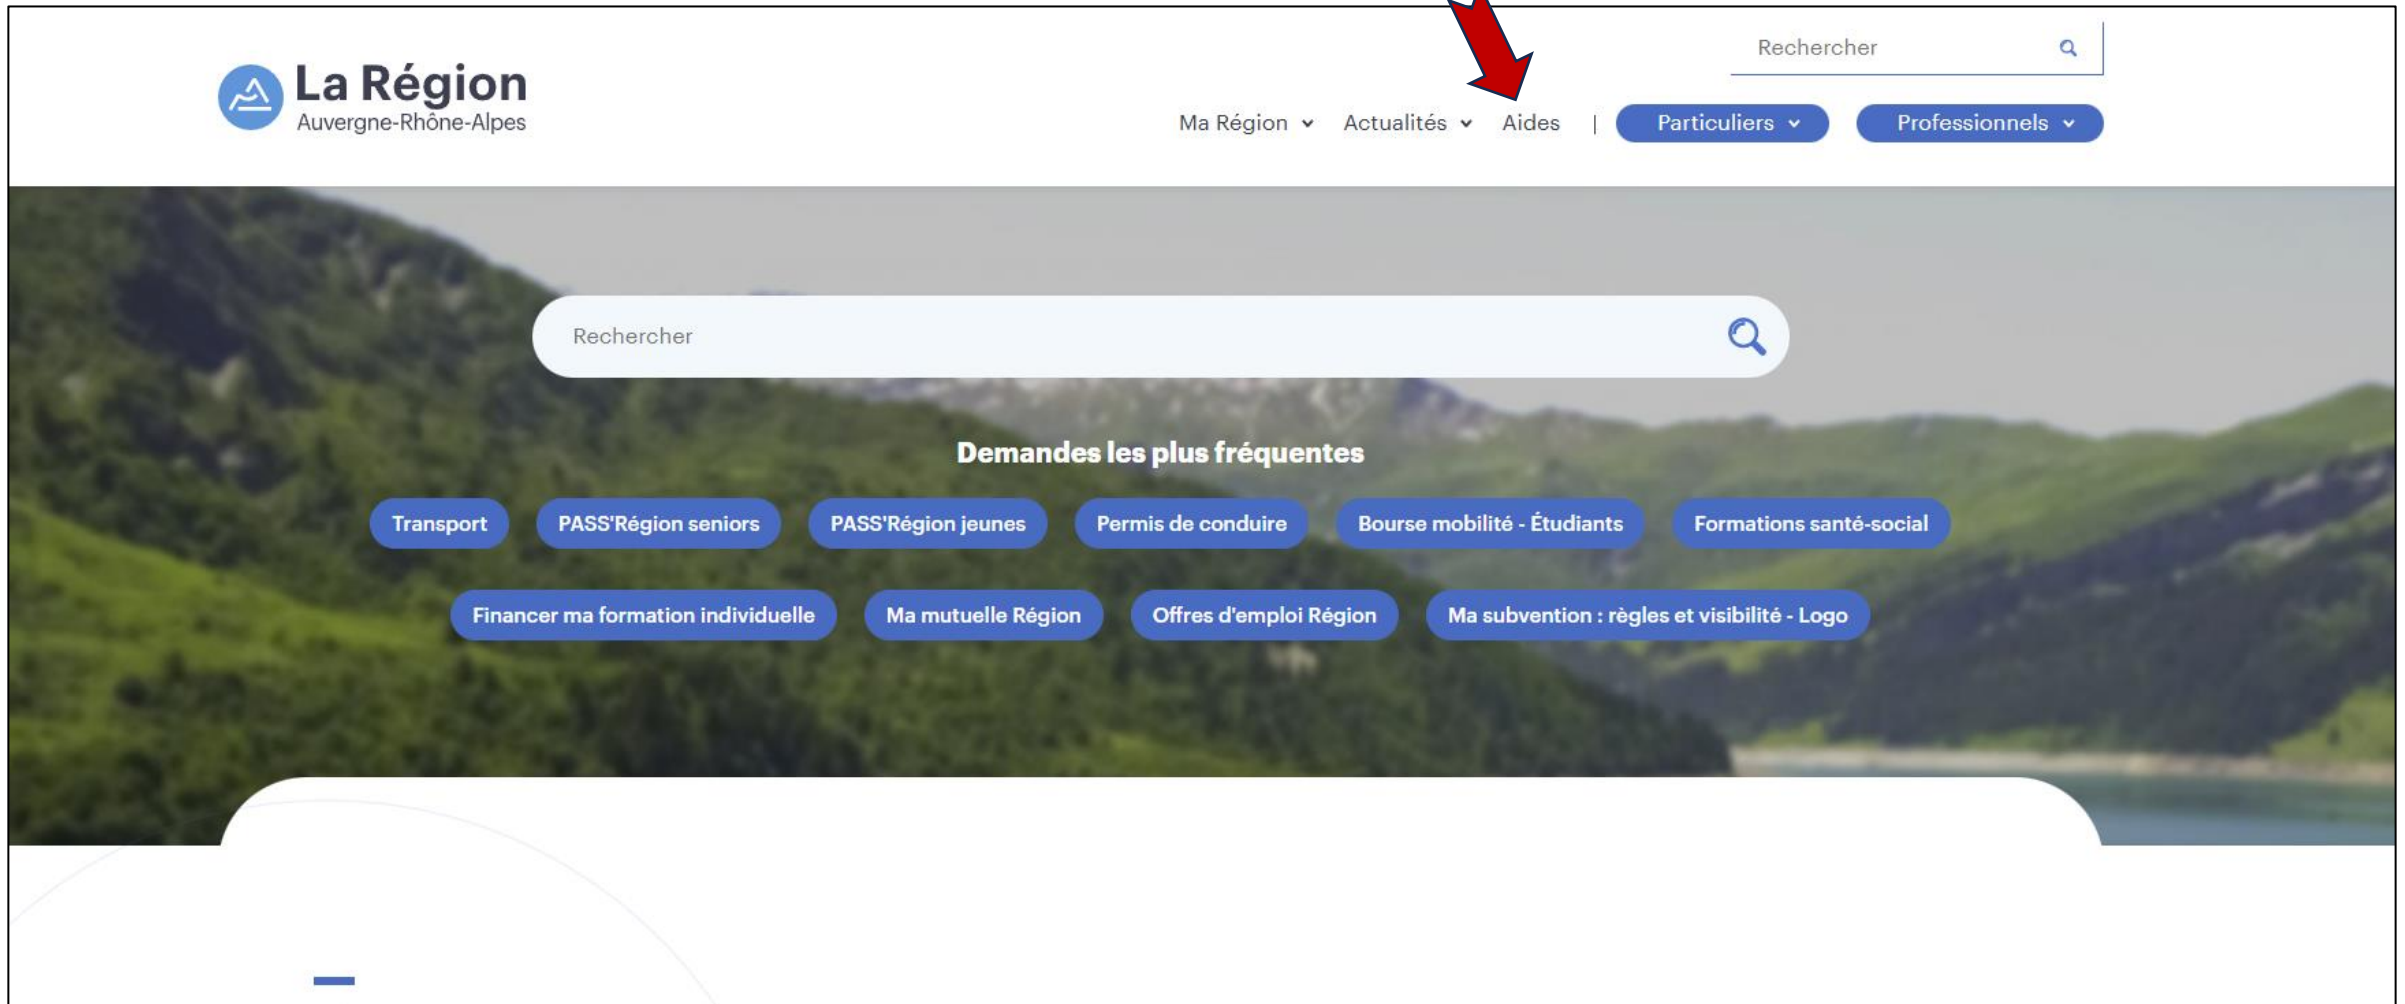 La Région
Auvergne-Rhône-Alpes
Rechercher
Ma Région Actualités Aides | Particuliers Professionnels
Rechercher
Demandes les plus fréquentes
Transport PASS'Région seniors PASS'Région jeunes Permis de conduire Bourse mobilité - Étudiants Formations santé-social
Financer ma formation individuelle Ma mutuelle Région Offres d'emploi Région Ma subvention : règles et visibilité - Logo